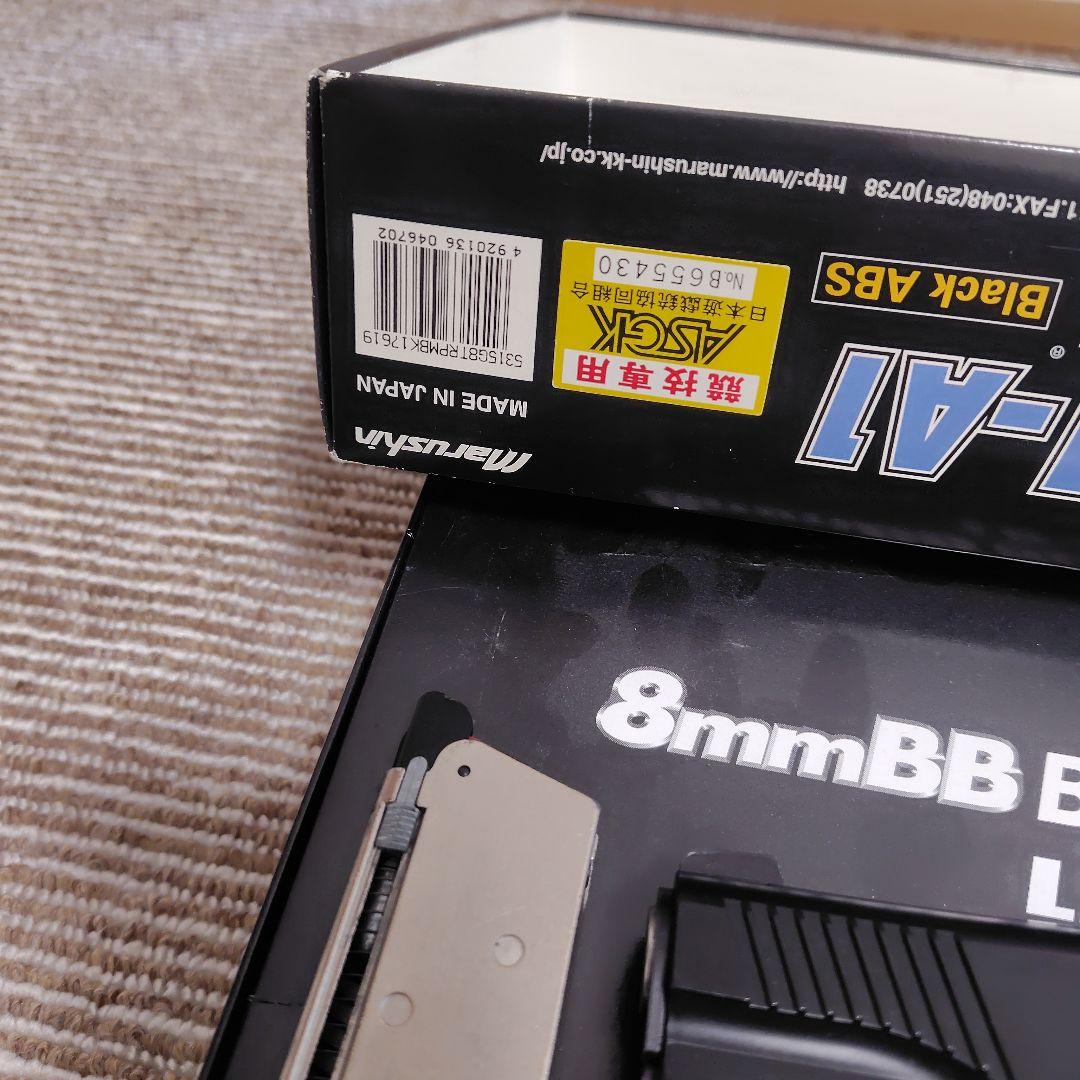 Marushin
MADE IN JAPAN
5315G8TRPMBK17619
4 920136 046702
競技専用
ASGK
日本遊戯銃協同組合
No.B655430
-A1
®
Black ABS
1.FAX:048(251)0738 http://www.marushin-kk.co.jp/
8mmBB B
L